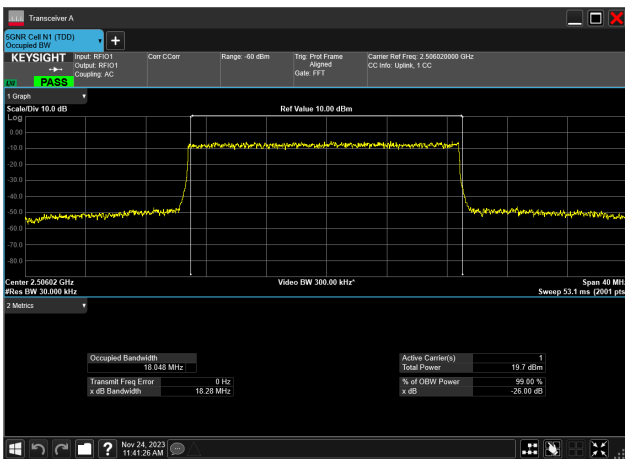 Transceiver A
5GNR Cell N1 (TDD)
Occupied BW
+
KEYSIGHT
Input: RFIO1
Output: RFIO1
Coupling: AC
Corr CCorr
Range: -60 dBm
Trig: Prot Frame
Aligned
Gate: FFT
Carrier Ref Freq: 2.506020000 GHz
CC Info: Uplink, 1 CC
PASS
1 Graph
Scale/Div 10.0 dB
Ref Value 10.00 dBm
Log
0.00
-10.0
-20.0
-30.0
-40.0
-50.0
-60.0
-70.0
-80.0
Center 2.50602 GHz
Video BW 300.00 kHz*
Span 40 MHz
#Res BW 30.000 kHz
Sweep 53.1 ms (2001 pts
2 Metrics
Occupied Bandwidth
18.048 MHz
Active Carrier(s) 1
Total Power 19.7 dBm
Transmit Freq Error 0 Hz
x dB Bandwidth 18.28 MHz
% of OBW Power 99.00 %
x dB -26.00 dB
?
Nov 24, 2023
11:41:26 AM